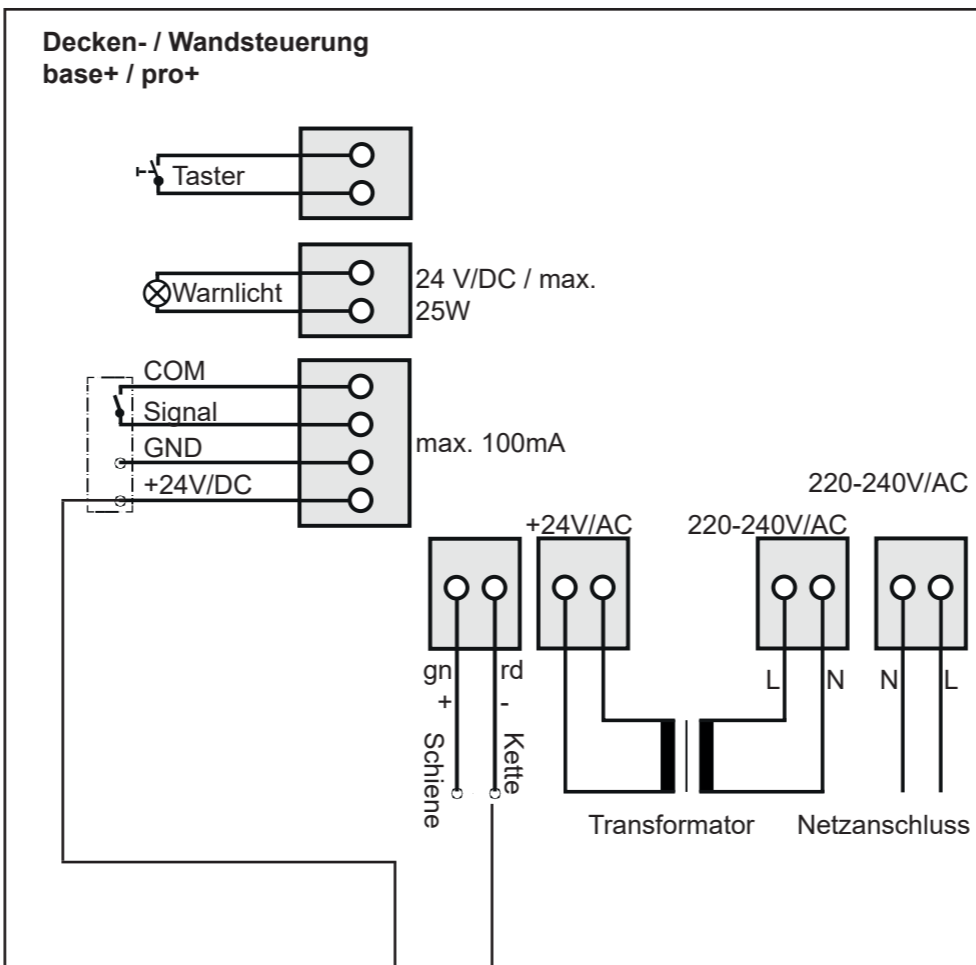 Decken- / Wandsteuerung
base+ / pro+
Taster
Warnlicht
24 V/DC / max.
25W
COM
Signal
GND
+24V/DC
max. 100mA
220-240V/AC
+24V/AC
220-240V/AC
gn
rd
+
-
Schiene
Kette
L
N
N
L
Transformator
Netzanschluss